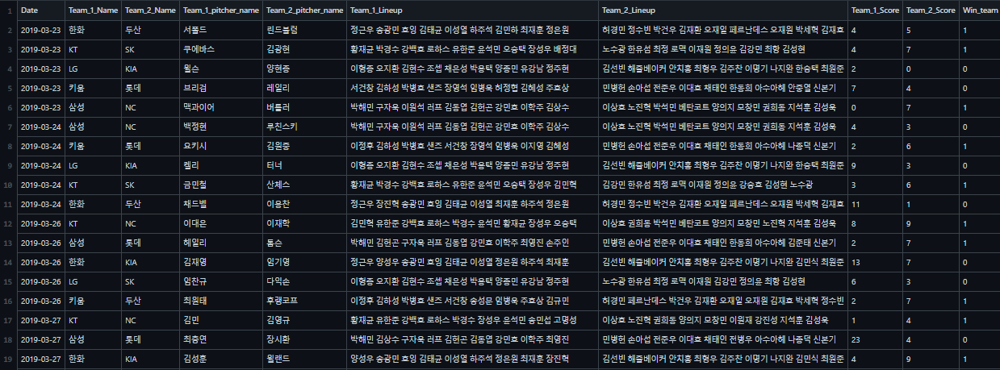 1 Date Team_1_Name Team_2_Name Team_1_pitcher_name Team_2_pitcher_name Team_1_Lineup Team_2_Lineup Team_1_Score Team_2_Score Win_team
2 2019-03-23 한화 두산 서폴드 린드블럼 정근우 송광민 호잉 김태균 이성열 하주석 김민하 최재훈 정은원 허경민 정수빈 박건우 김재환 오재일 페르난데스 오재원 박세혁 김재호 4 5 1
3 2019-03-23 KT SK 쿠에바스 김광현 황재균 박경수 강백호 로하스 유한준 윤석민 오승택 장성우 배정대 노수광 한유섬 최정 로맥 이재원 정의윤 김강민 최항 김성현 4 7 1
4 2019-03-23 LG KIA 윌슨 양현종 이형종 오지환 김현수 조셉 채은성 박용택 양종민 유강남 정주현 김선빈 해즐베이커 안치홍 최형우 김주찬 이명기 나지완 한승택 최원준 2 0 0
5 2019-03-23 키움 롯데 브리검 레일리 서건창 김하성 박병호 샌즈 장영석 임병욱 허정협 김혜성 주효상 민병헌 손아섭 전준우 이대호 채태인 한동희 아수아헤 안중열 신본기 7 4 0
6 2019-03-23 삼성 NC 맥과이어 버틀러 박해민 구자욱 이원석 러프 김동엽 김헌곤 강민호 이학주 김상수 이상호 노진혁 박석민 베탄코트 양의지 모창민 권희동 지석훈 김성욱 0 7 1
7 2019-03-24 삼성 NC 백정현 루친스키 박해민 구자욱 이원석 러프 김동엽 김헌곤 강민호 이학주 김상수 이상호 노진혁 박석민 베탄코트 양의지 모창민 권희동 지석훈 김성욱 4 3 0
8 2019-03-24 키움 롯데 요키시 김원중 이정후 김하성 박병호 샌즈 서건창 장영석 임병욱 이지영 김혜성 민병헌 손아섭 전준우 이대호 채태인 한동희 아수아헤 나종덕 신본기 2 6 1
9 2019-03-24 LG KIA 켈리 터너 이형종 오지환 김현수 조셉 채은성 박용택 양종민 유강남 정주현 김선빈 해즐베이커 안치홍 최형우 김주찬 이명기 나지완 한승택 최원준 9 3 0
10 2019-03-24 KT SK 금민철 산체스 황재균 박경수 강백호 로하스 유한준 윤석민 오승택 장성우 김민혁 김강민 한유섬 최정 로맥 이재원 정의윤 강승호 김성현 노수광 3 6 1
11 2019-03-24 한화 두산 채드벨 이용찬 정근우 장진혁 송광민 호잉 김태균 이성열 최재훈 하주석 정은원 허경민 정수빈 박건우 김재환 오재일 페르난데스 오재원 박세혁 김재호 11 1 0
12 2019-03-26 KT NC 이대은 이재학 김민혁 유한준 강백호 로하스 박경수 윤석민 황재균 장성우 오승택 이상호 권희동 박석민 베탄코트 양의지 모창민 노진혁 지석훈 김성욱 8 9 1
13 2019-03-26 삼성 롯데 헤일리 톰슨 박해민 김헌곤 구자욱 러프 김동엽 강민호 이학주 최영진 손주인 민병헌 손아섭 전준우 이대호 채태인 한동희 아수아헤 김준태 신본기 2 7 1
14 2019-03-26 한화 KIA 김재영 임기영 정근우 양성우 송광민 호잉 김태균 이성열 정은원 하주석 최재훈 김선빈 해즐베이커 안치홍 최형우 김주찬 이명기 나지완 김민식 최원준 13 7 0
15 2019-03-26 LG SK 임찬규 다익손 이형종 오지환 김현수 조셉 채은성 박용택 양종민 유강남 정주현 노수광 한유섬 최정 로맥 이재원 김강민 정의윤 최항 김성현 6 3 0
16 2019-03-26 키움 두산 최원태 후랭코프 이정후 김하성 박병호 샌즈 서건창 송성문 임병욱 주효상 김규민 허경민 페르난데스 박건우 김재환 오재일 오재원 김재호 박세혁 정수빈 2 7 1
17 2019-03-27 KT NC 김민 김영규 황재균 유한준 강백호 로하스 박경수 장성우 윤석민 송민섭 고명성 이상호 노진혁 권희동 양의지 모창민 이원재 강진성 지석훈 김성욱 1 4 1
18 2019-03-27 삼성 롯데 최충연 장시환 박해민 김상수 구자욱 러프 김헌곤 김동엽 강민호 이학주 최영진 민병헌 손아섭 전준우 이대호 채태인 전병우 아수아헤 나종덕 신본기 23 4 0
19 2019-03-27 한화 KIA 김성훈 윌랜드 양성우 송광민 호잉 김태균 이성열 하주석 정은원 최재훈 장진혁 김선빈 해즐베이커 안치홍 최형우 김주찬 이명기 나지완 김민식 최원준 4 9 1